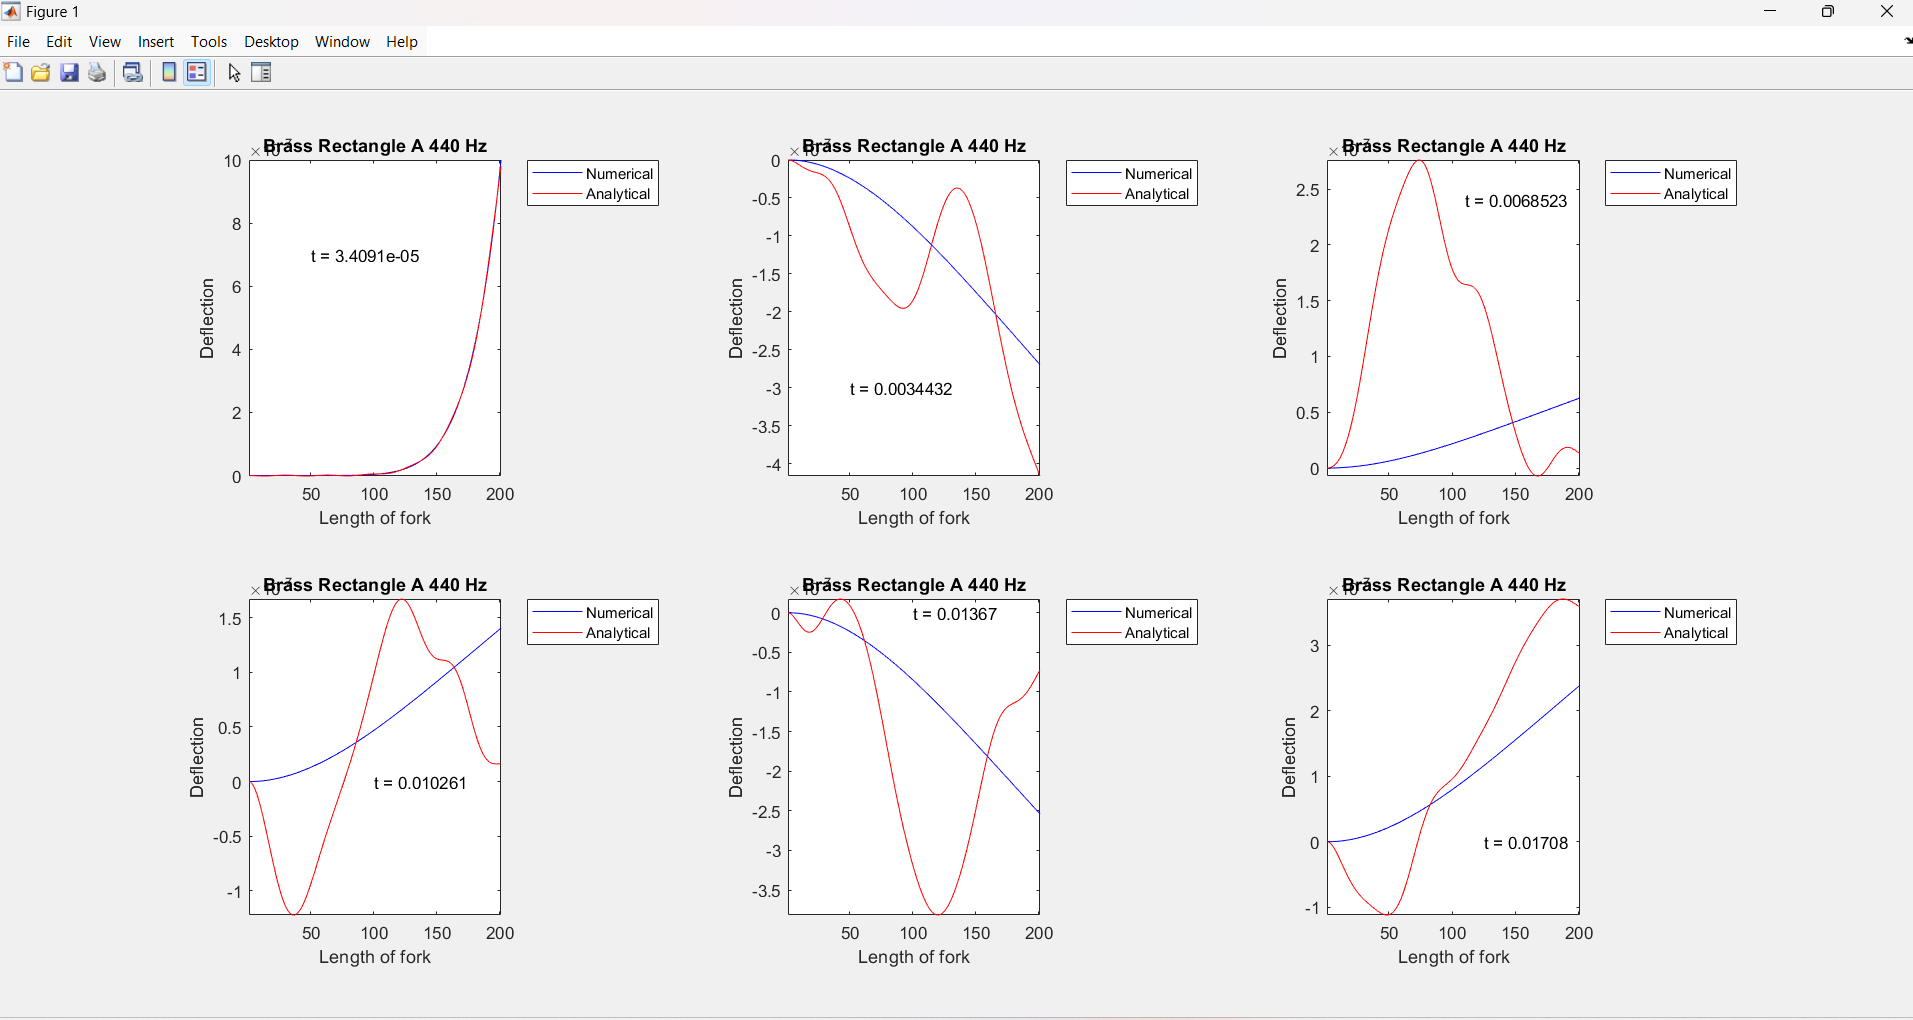 Figure 1
File Edit View Insert Tools Desktop Window Help
Brass Rectangle A 440 Hz
Numerical
Analytical
t = 3.4091e-05
Deflection
10
8
6
4
2
0
50 100 150 200
Length of fork
Brass Rectangle A 440 Hz
Numerical
Analytical
t = 0.0034432
Deflection
0
-0.5
-1
-1.5
-2
-2.5
-3
-3.5
-4
50 100 150 200
Length of fork
Brass Rectangle A 440 Hz
Numerical
Analytical
t = 0.0068523
Deflection
2.5
2
1.5
1
0.5
0
50 100 150 200
Length of fork
Brass Rectangle A 440 Hz
Numerical
Analytical
t = 0.010261
Deflection
1.5
1
0.5
0
-0.5
-1
50 100 150 200
Length of fork
Brass Rectangle A 440 Hz
Numerical
Analytical
t = 0.01367
Deflection
0
-0.5
-1
-1.5
-2
-2.5
-3
-3.5
50 100 150 200
Length of fork
Brass Rectangle A 440 Hz
Numerical
Analytical
t = 0.01708
Deflection
3
2
1
0
-1
50 100 150 200
Length of fork